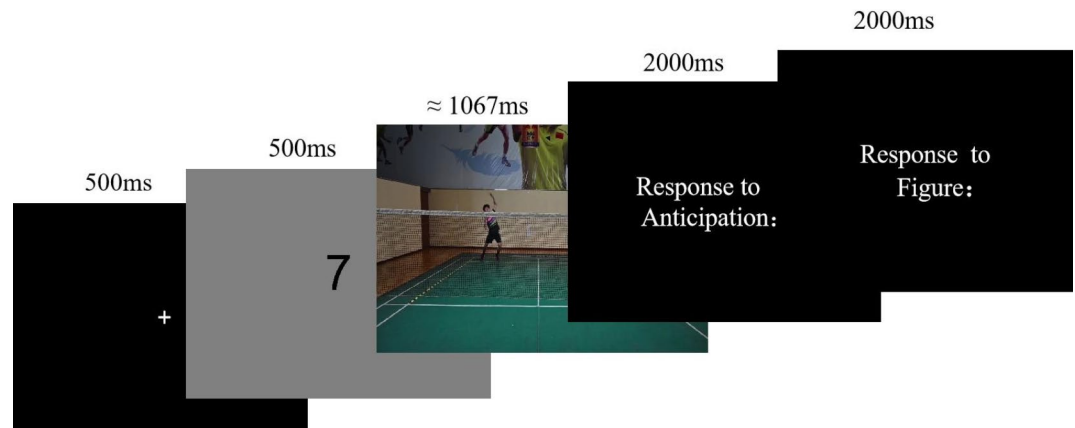 2000ms
2000ms
≈ 1067ms
500ms
500ms
Response to
Figure：
Response to
Anticipation：
7
+